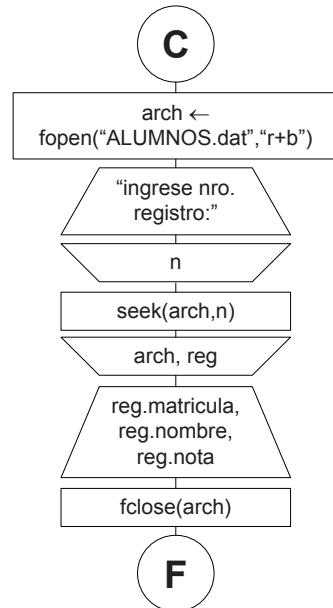 C
arch ←
fopen(“ALUMNOS.dat”,“r+b”)
“ingrese nro.
registro:”
n
seek(arch,n)
arch, reg
reg.matricula,
reg.nombre,
reg.nota
fclose(arch)
F